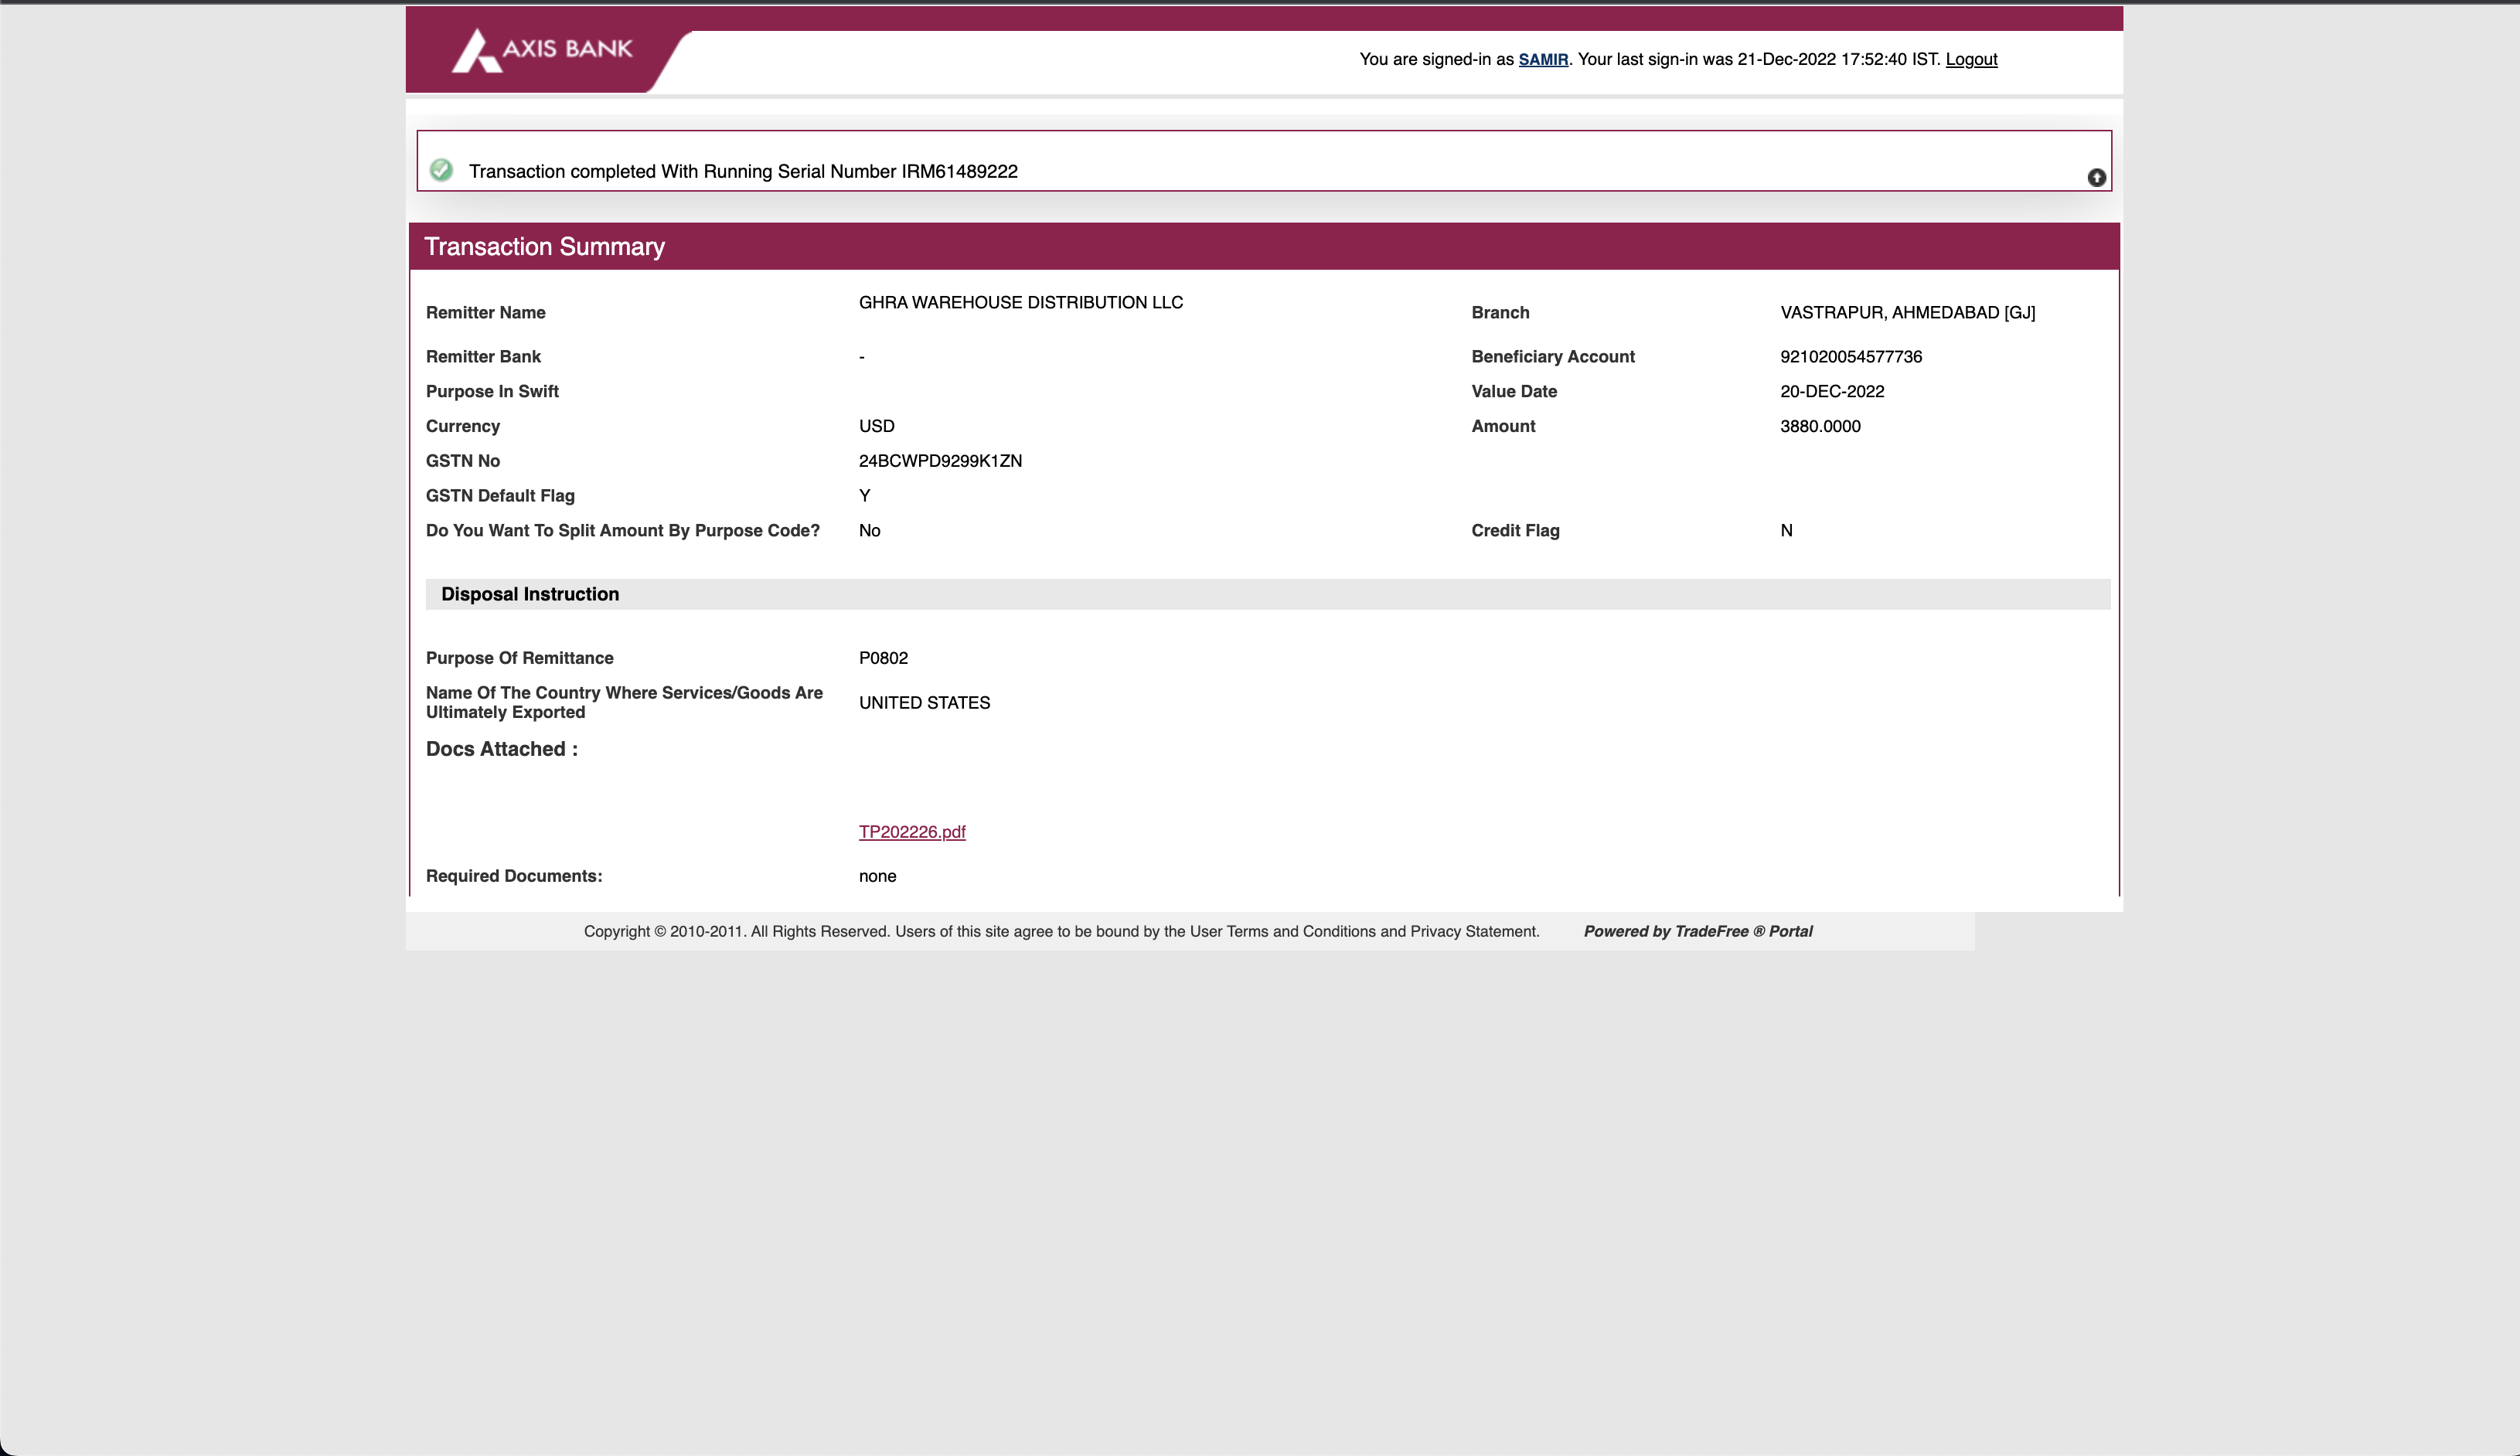 AXIS BANK
You are signed-in as SAMIR. Your last sign-in was 21-Dec-2022 17:52:40 IST. Logout
Transaction completed With Running Serial Number IRM61489222
Transaction Summary
Remitter Name GHRA WAREHOUSE DISTRIBUTION LLC Branch VASTRAPUR, AHMEDABAD [GJ]
Remitter Bank - Beneficiary Account 921020054577736
Purpose In Swift Value Date 20-DEC-2022
Currency USD Amount 3880.0000
GSTN No 24BCWPD9299K1ZN
GSTN Default Flag Y
Do You Want To Split Amount By Purpose Code? No Credit Flag N
Disposal Instruction
Purpose Of Remittance P0802
Name Of The Country Where Services/Goods Are
Ultimately Exported UNITED STATES
Docs Attached :
TP202226.pdf
Required Documents: none
Copyright © 2010-2011. All Rights Reserved. Users of this site agree to be bound by the User Terms and Conditions and Privacy Statement. Powered by TradeFree ® Portal